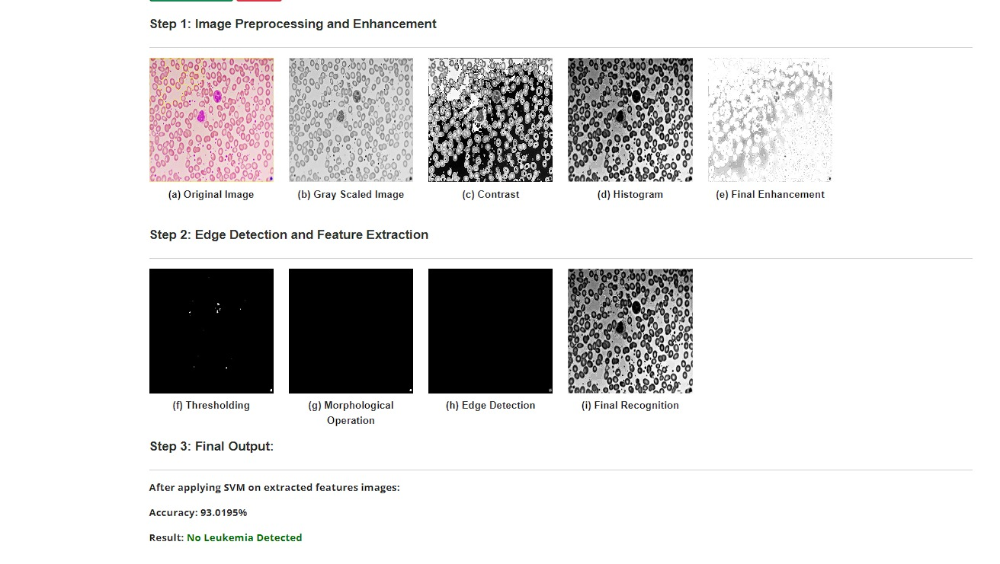 Step 1: Image Preprocessing and Enhancement
(a) Original Image
(b) Gray Scaled Image
(c) Contrast
(d) Histogram
(e) Final Enhancement
Step 2: Edge Detection and Feature Extraction
(f) Thresholding
(g) Morphological
Operation
(h) Edge Detection
(i) Final Recognition
Step 3: Final Output:
After applying SVM on extracted features images:
Accuracy: 93.0195%
Result: No Leukemia Detected